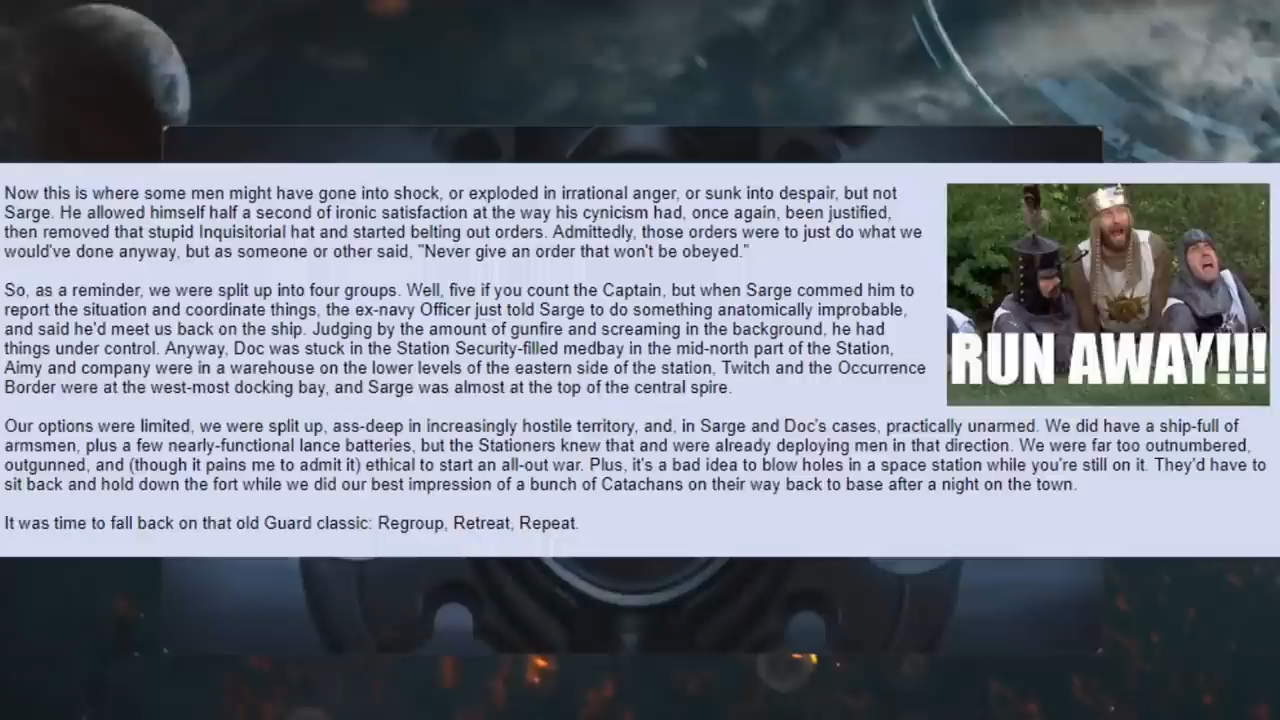 Now this is where some men might have gone into shock, or exploded in irrational anger, or sunk into despair, but not
Sarge. He allowed himself half a second of ironic satisfaction at the way his cynicism had, once again, been justified,
then removed that stupid Inquisitorial hat and started belting out orders. Admittedly, those orders were to just do what we
would've done anyway, but as someone or other said, "Never give an order that won't be obeyed."
So, as a reminder, we were split up into four groups. Well, five if you count the Captain, but when Sarge commed him to
report the situation and coordinate things, the ex-navy Officer just told Sarge to do something anatomically improbable,
and said he'd meet us back on the ship. Judging by the amount of gunfire and screaming in the background, he had
things under control. Anyway, Doc was stuck in the Station Security-filled medbay in the mid-north part of the Station,
Aimy and company were in a warehouse on the lower levels of the eastern side of the station, Twitch and the Occurrence
Border were at the west-most docking bay, and Sarge was almost at the top of the central spire.
RUN AWAY!!!
Our options were limited, we were split up, ass-deep in increasingly hostile territory, and, in Sarge and Doc's cases, practically unarmed. We did have a ship-full of
armsmen, plus a few nearly-functional lance batteries, but the Stationers knew that and were already deploying men in that direction. We were far too outnumbered,
outgunned, and (though it pains me to admit it) ethical to start an all-out war. Plus, it's a bad idea to blow holes in a space station while you're still on it. They'd have to
sit back and hold down the fort while we did our best impression of a bunch of Catachans on their way back to base after a night on the town.
It was time to fall back on that old Guard classic: Regroup, Retreat, Repeat.